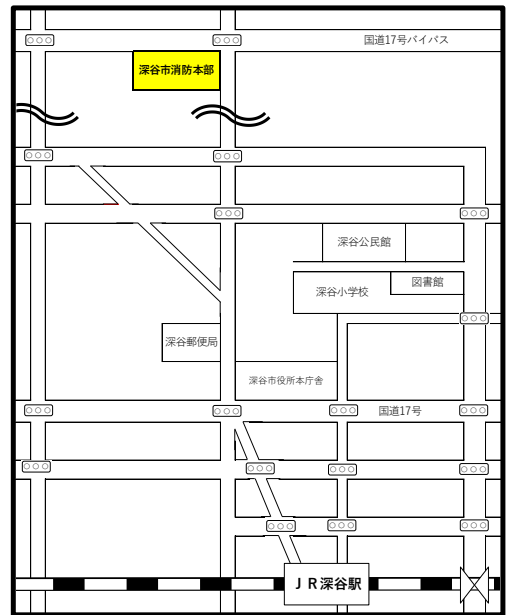 国道17号バイパス
深谷市消防本部
深谷公民館
図書館
深谷小学校
深谷郵便局
深谷市役所本庁舎
国道17号
ＪＲ深谷駅